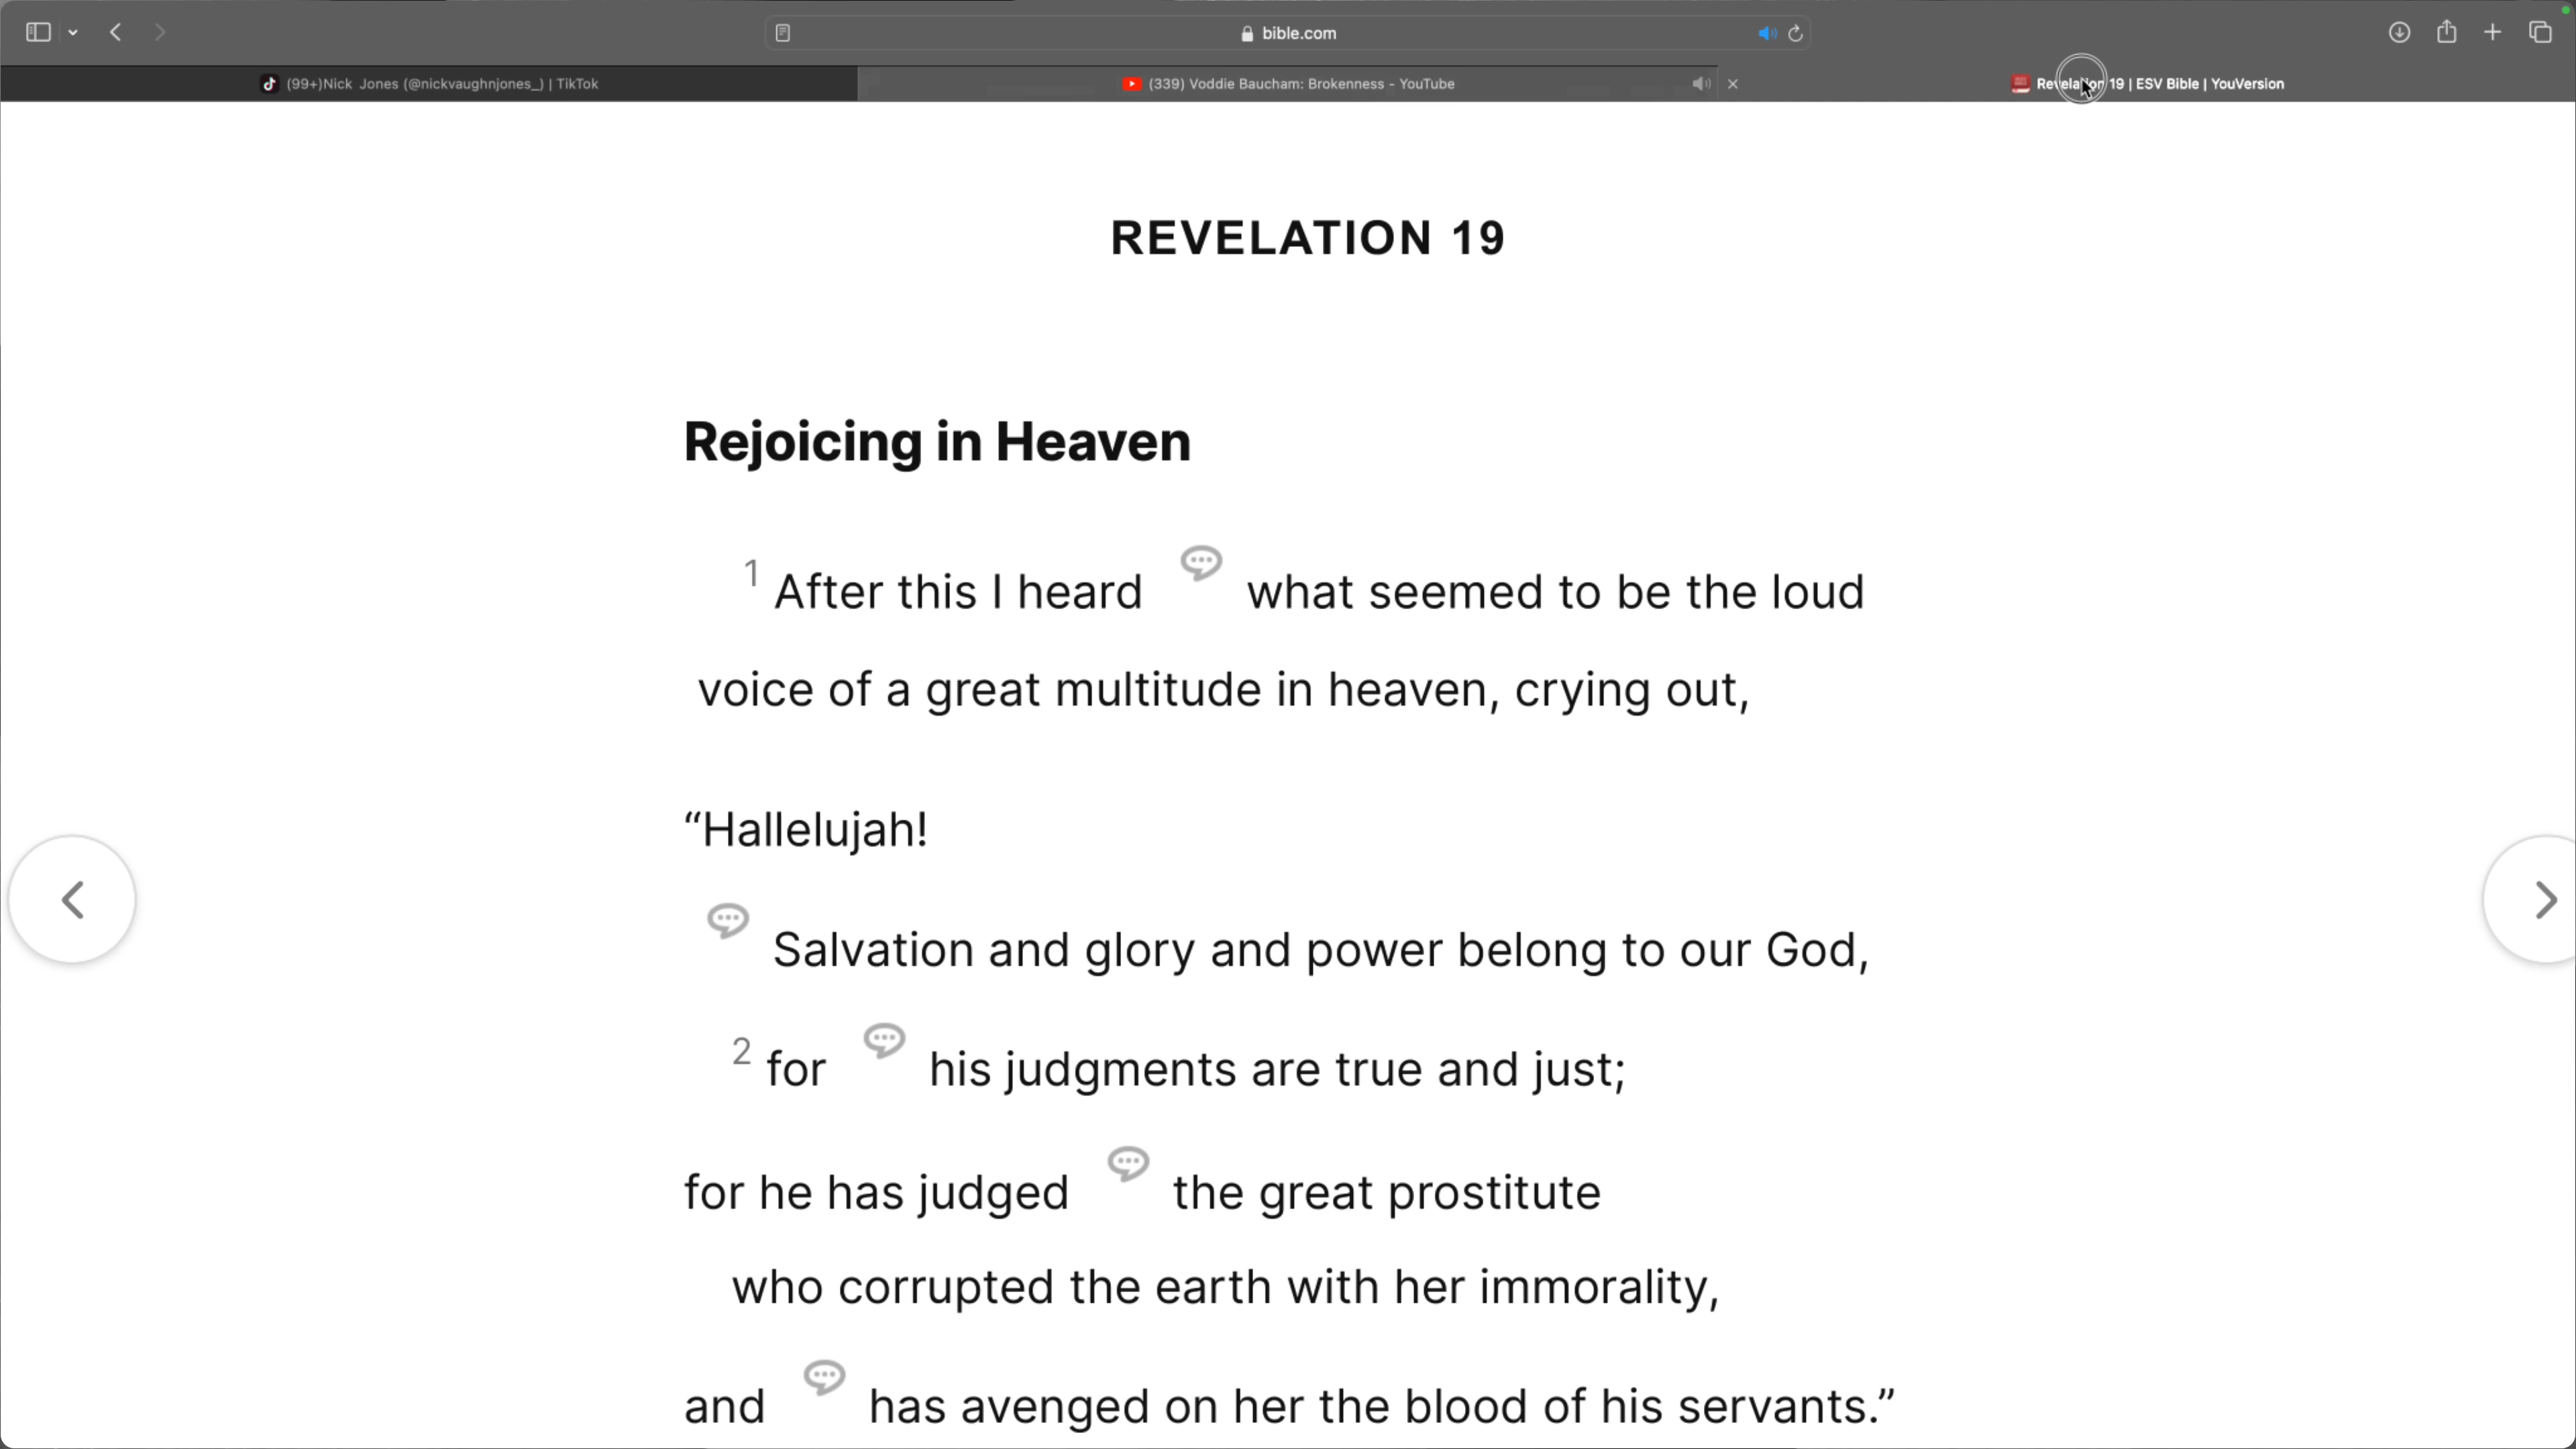 bible.com
(99+)Nick Jones (@nickvaughnjones_) | TikTok
(339) Voddie Baucham: Brokenness - YouTube
Revelation 19 | ESV Bible | YouVersion
REVELATION 19
Rejoicing in Heaven
1 After this I heard what seemed to be the loud
voice of a great multitude in heaven, crying out,
“Hallelujah!
Salvation and glory and power belong to our God,
2 for his judgments are true and just;
for he has judged the great prostitute
who corrupted the earth with her immorality,
and has avenged on her the blood of his servants.”